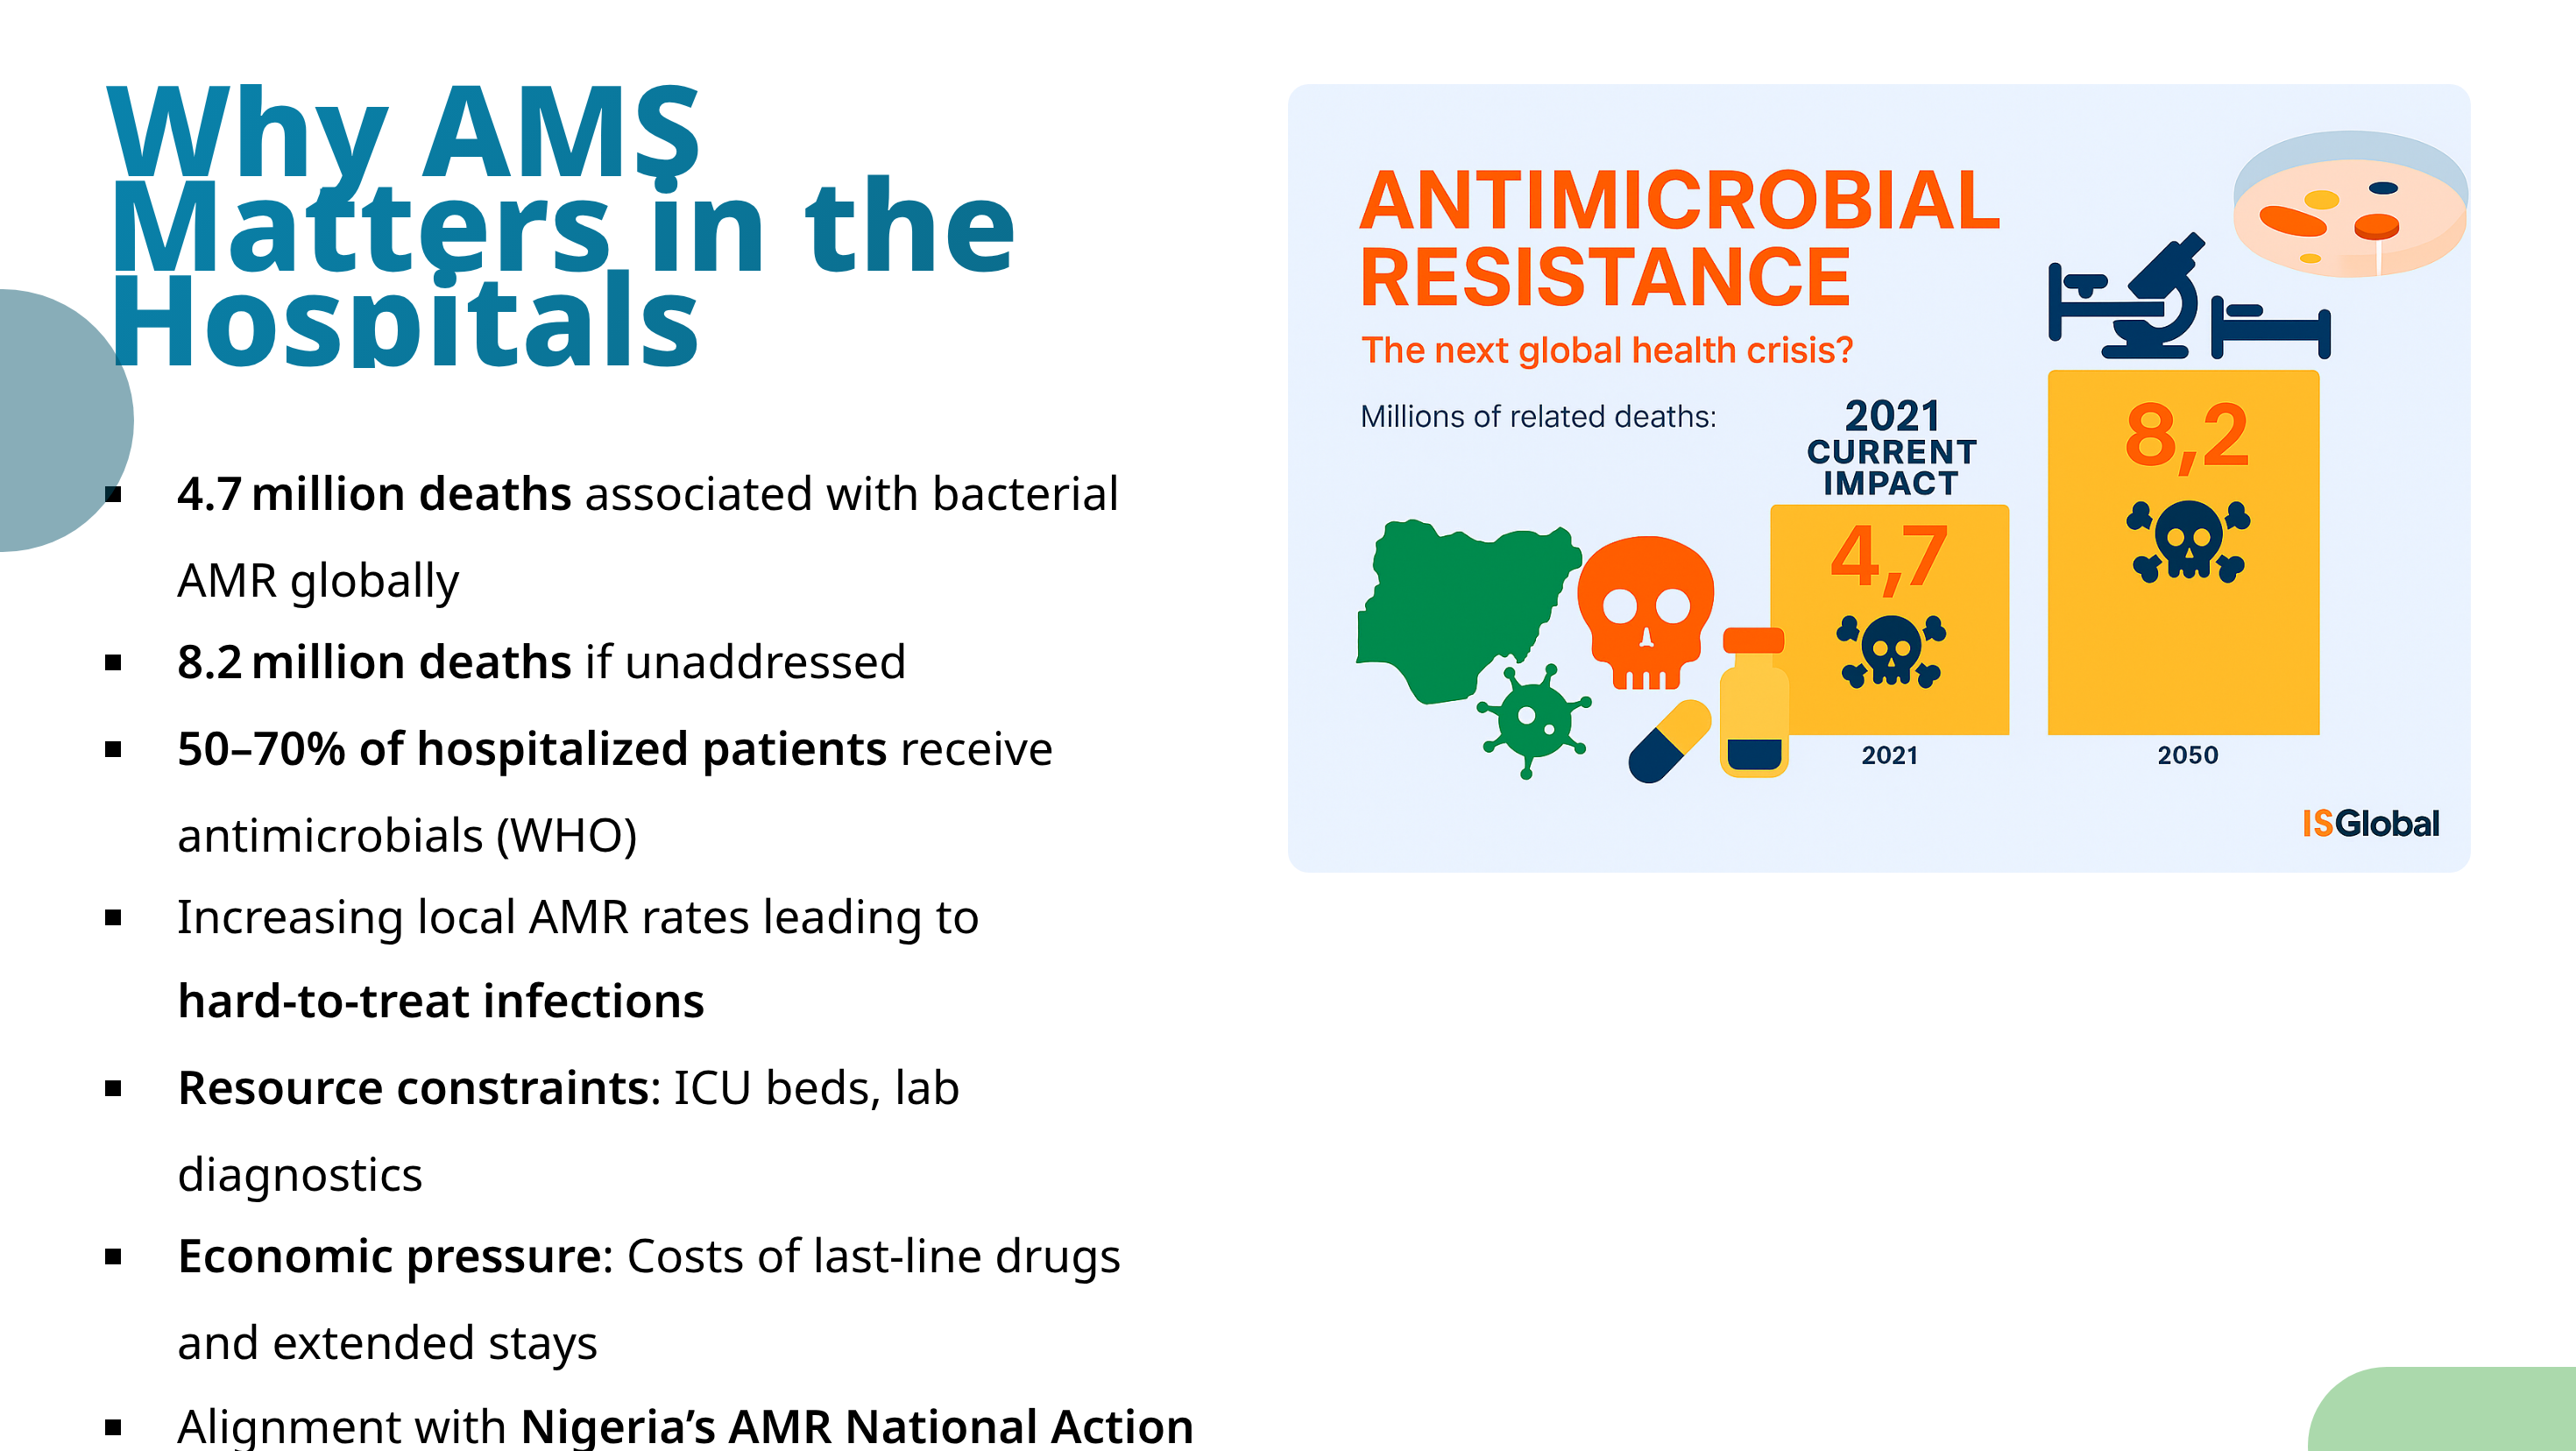 Why AMS
Matters in the
Hospitals
▪ 4.7 million deaths associated with bacterial
AMR globally
▪ 8.2 million deaths if unaddressed
▪ 50–70% of hospitalized patients receive
antimicrobials (WHO)
▪ Increasing local AMR rates leading to
hard-to-treat infections
▪ Resource constraints: ICU beds, lab
diagnostics
▪ Economic pressure: Costs of last-line drugs
and extended stays
▪ Alignment with Nigeria’s AMR National Action
ANTIMICROBIAL
RESISTANCE
The next global health crisis?
Millions of related deaths:
2021
CURRENT
IMPACT
4,7
2021
8,2
2050
ISGlobal